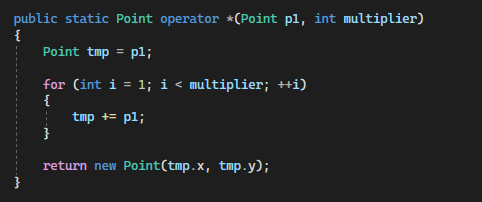 public static Point operator *(Point p1, int multiplier)
{
    Point tmp = p1;

    for (int i = 1; i < multiplier; ++i)
    {
        tmp += p1;
    }

    return new Point(tmp.x, tmp.y);
}